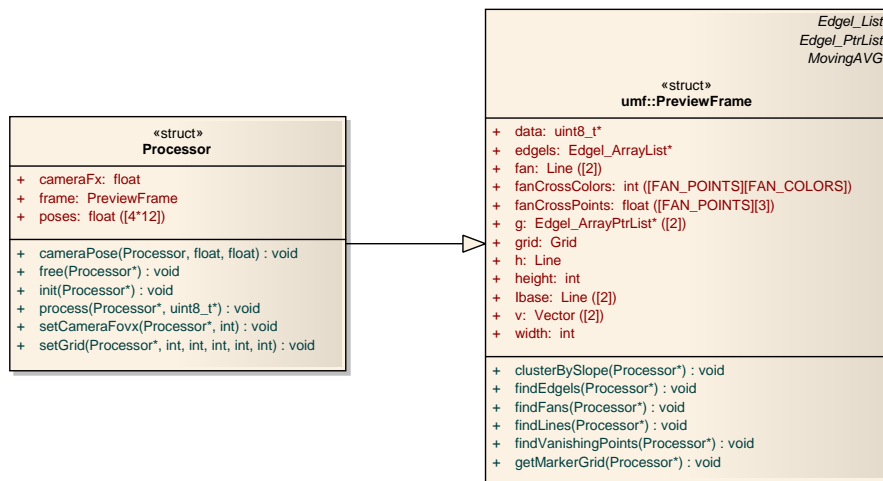 «struct»
Processor
+ cameraFx: float
+ frame: PreviewFrame
+ poses: float ([4*12])
+ cameraPose(Processor, float, float) : void
+ free(Processor*) : void
+ init(Processor*) : void
+ process(Processor*, uint8_t*) : void
+ setCameraFovx(Processor*, int) : void
+ setGrid(Processor*, int, int, int, int, int) : void
Edgel_List
Edgel_PtrList
MovingAVG
«struct»
umf::PreviewFrame
+ data: uint8_t*
+ edgels: Edgel_ArrayList*
+ fan: Line ([2])
+ fanCrossColors: int ([FAN_POINTS][FAN_COLORS])
+ fanCrossPoints: float ([FAN_POINTS][3])
+ g: Edgel_ArrayPtrList* ([2])
+ grid: Grid
+ h: Line
+ height: int
+ lbase: Line ([2])
+ v: Vector ([2])
+ width: int
+ clusterBySlope(Processor*) : void
+ findEdgels(Processor*) : void
+ findFans(Processor*) : void
+ findLines(Processor*) : void
+ findVanishingPoints(Processor*) : void
+ getMarkerGrid(Processor*) : void